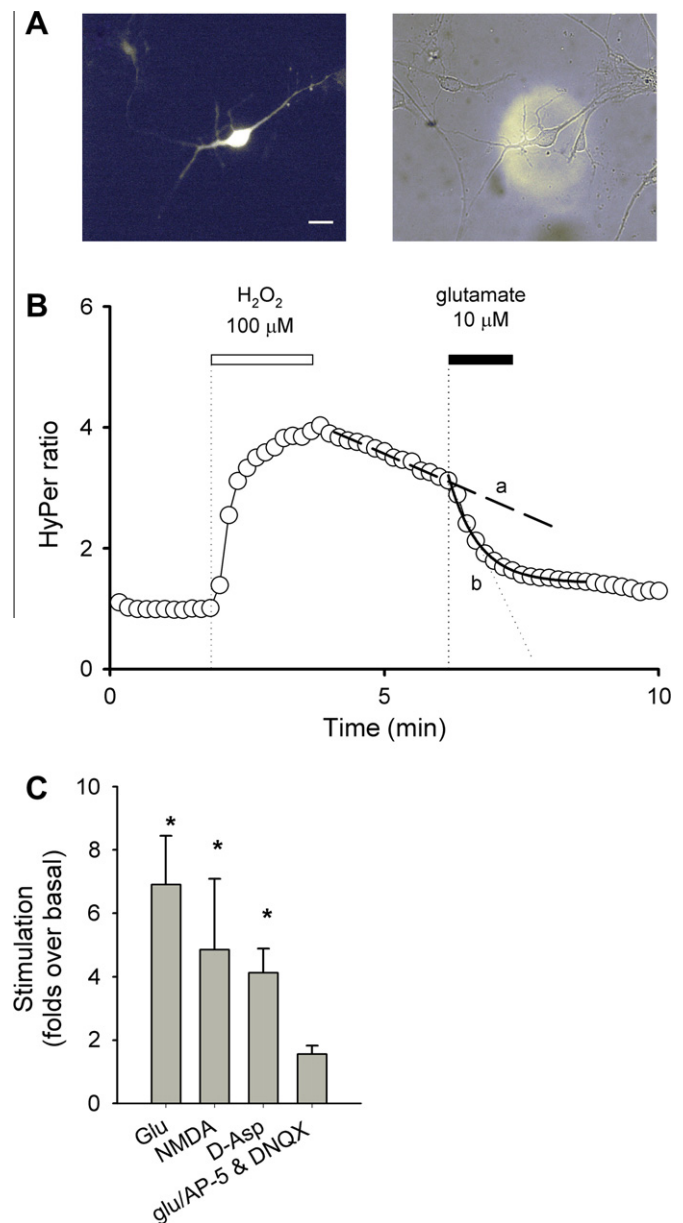 A
B
H₂O₂
100 μM
glutamate
10 μM
6
4
2
0
HyPer ratio
a
b
0
5
10
Time (min)
C
10
8
6
4
2
0
Stimulation
(folds over basal)
*
*
*
Glu
NMDA
D-Asp
glu/AP-5 & DNQX